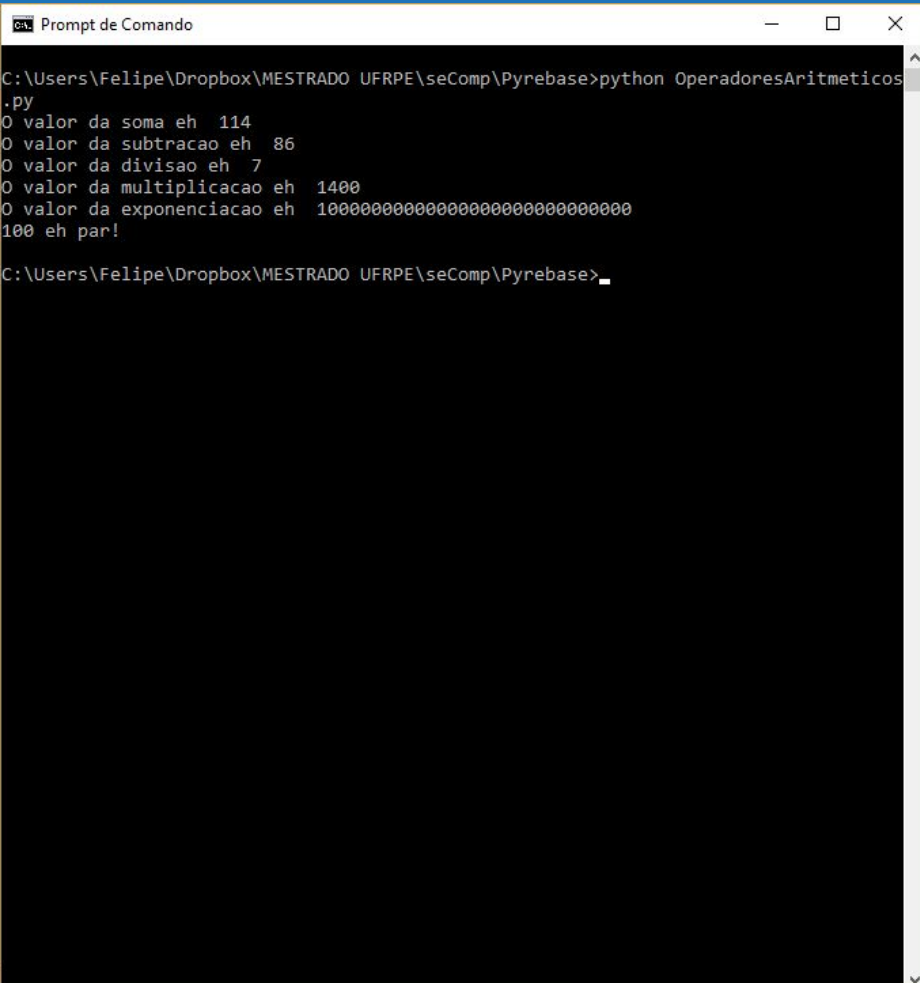 Prompt de Comando
C:\Users\Felipe\Dropbox\MESTRADO UFRPE\seComp\Pyrebase>python OperadoresAritmeticos
.py
O valor da soma eh  114
O valor da subtracao eh  86
O valor da divisao eh  7
O valor da multiplicacao eh  1400
O valor da exponenciacao eh  10000000000000000000000000000
100 eh par!
C:\Users\Felipe\Dropbox\MESTRADO UFRPE\seComp\Pyrebase>